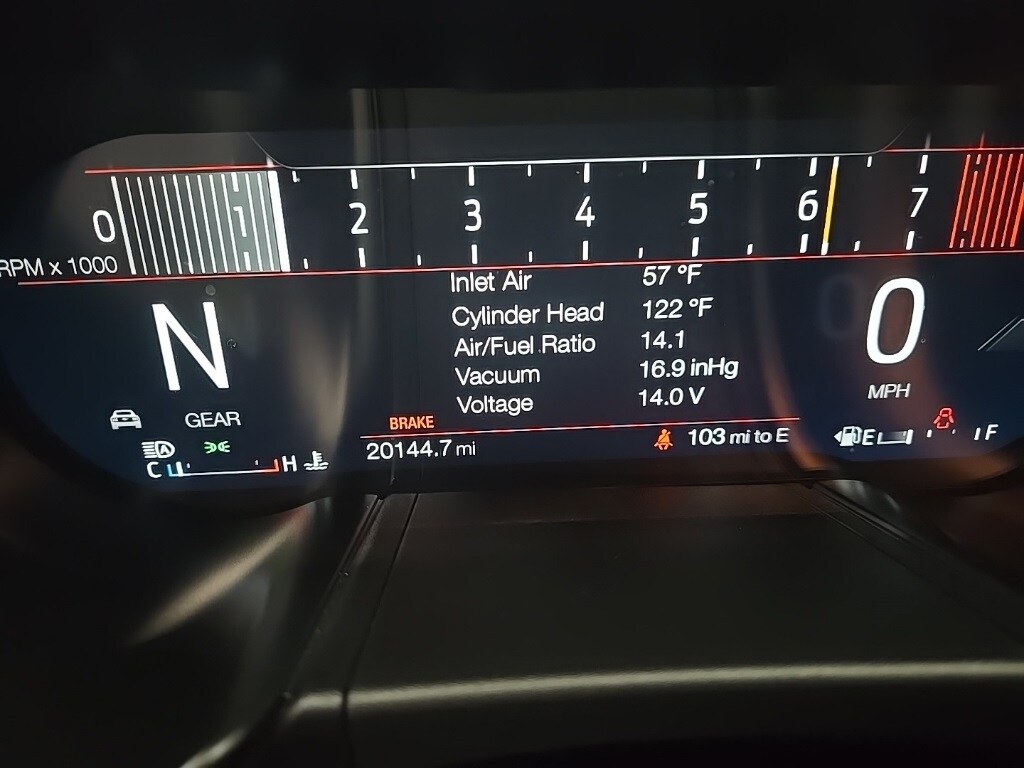 0 1 2 3 4 5 6 7
RPM x 1000
Inlet Air 57 °F
Cylinder Head 122 °F
Air/Fuel Ratio 14.1
Vacuum 16.9 inHg
Voltage 14.0 V
N
GEAR
0
MPH
BRAKE
A
20144.7 mi
103 mi to E
C H
E F